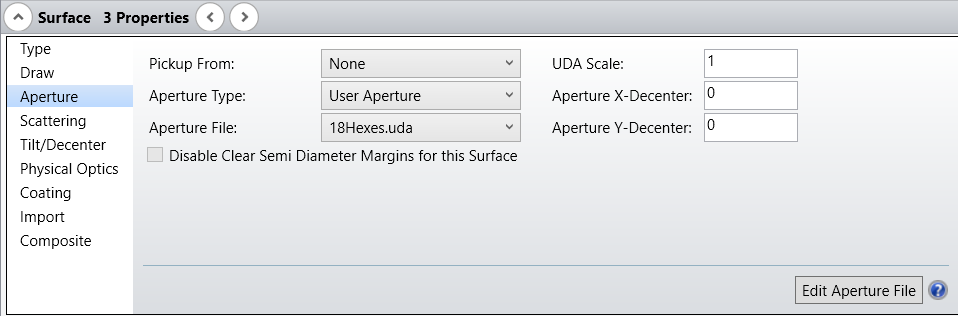 Surface 3 Properties
Type
Draw
Aperture
Scattering
Tilt/Decenter
Physical Optics
Coating
Import
Composite
Pickup From: None UDA Scale: 1
Aperture Type: User Aperture Aperture X-Decenter: 0
Aperture File: 18Hexes.uda Aperture Y-Decenter: 0
Disable Clear Semi Diameter Margins for this Surface
Edit Aperture File ?